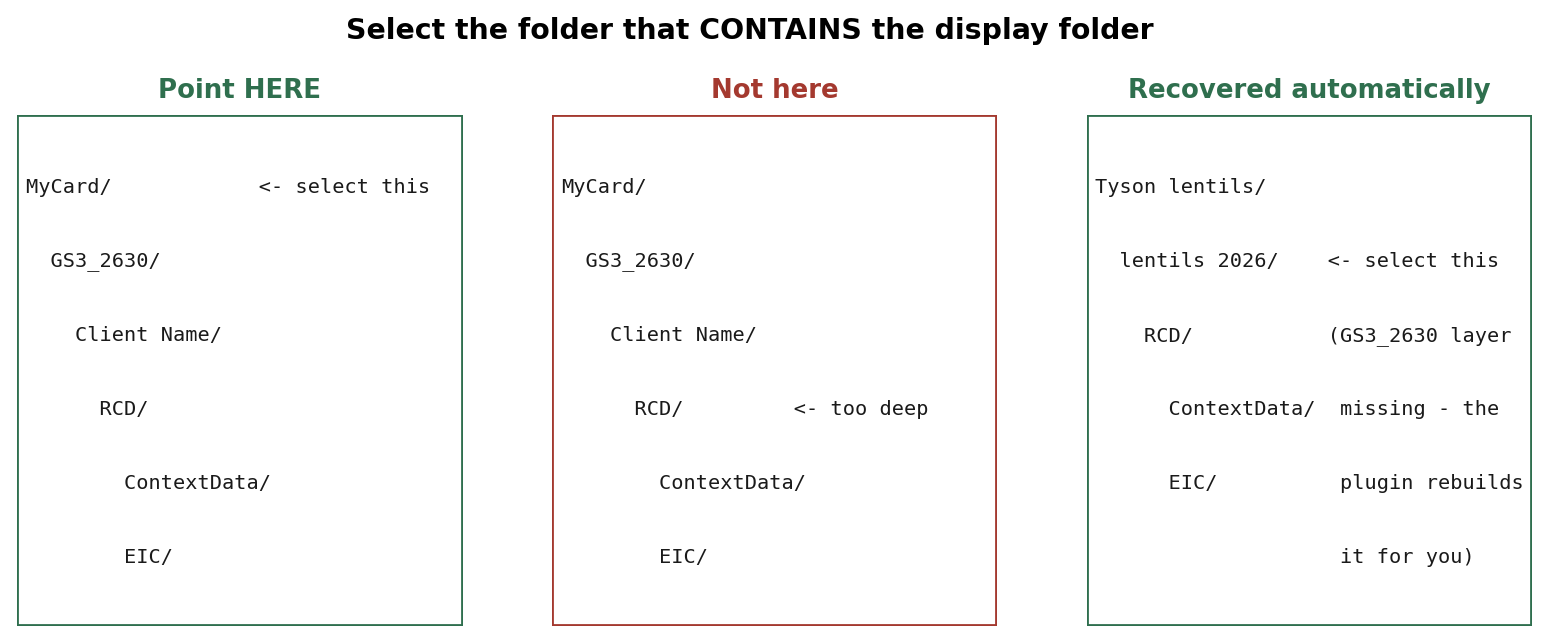 Select the folder that CONTAINS the display folder
Point HERE
MyCard/ <- select this
GS3_2630/
Client Name/
RCD/
ContextData/
EIC/
Not here
MyCard/
GS3_2630/
Client Name/
RCD/ <- too deep
ContextData/
EIC/
Recovered automatically
Tyson lentils/
lentils 2026/ <- select this
RCD/ (GS3_2630 layer
ContextData/ missing - the
EIC/ plugin rebuilds
it for you)